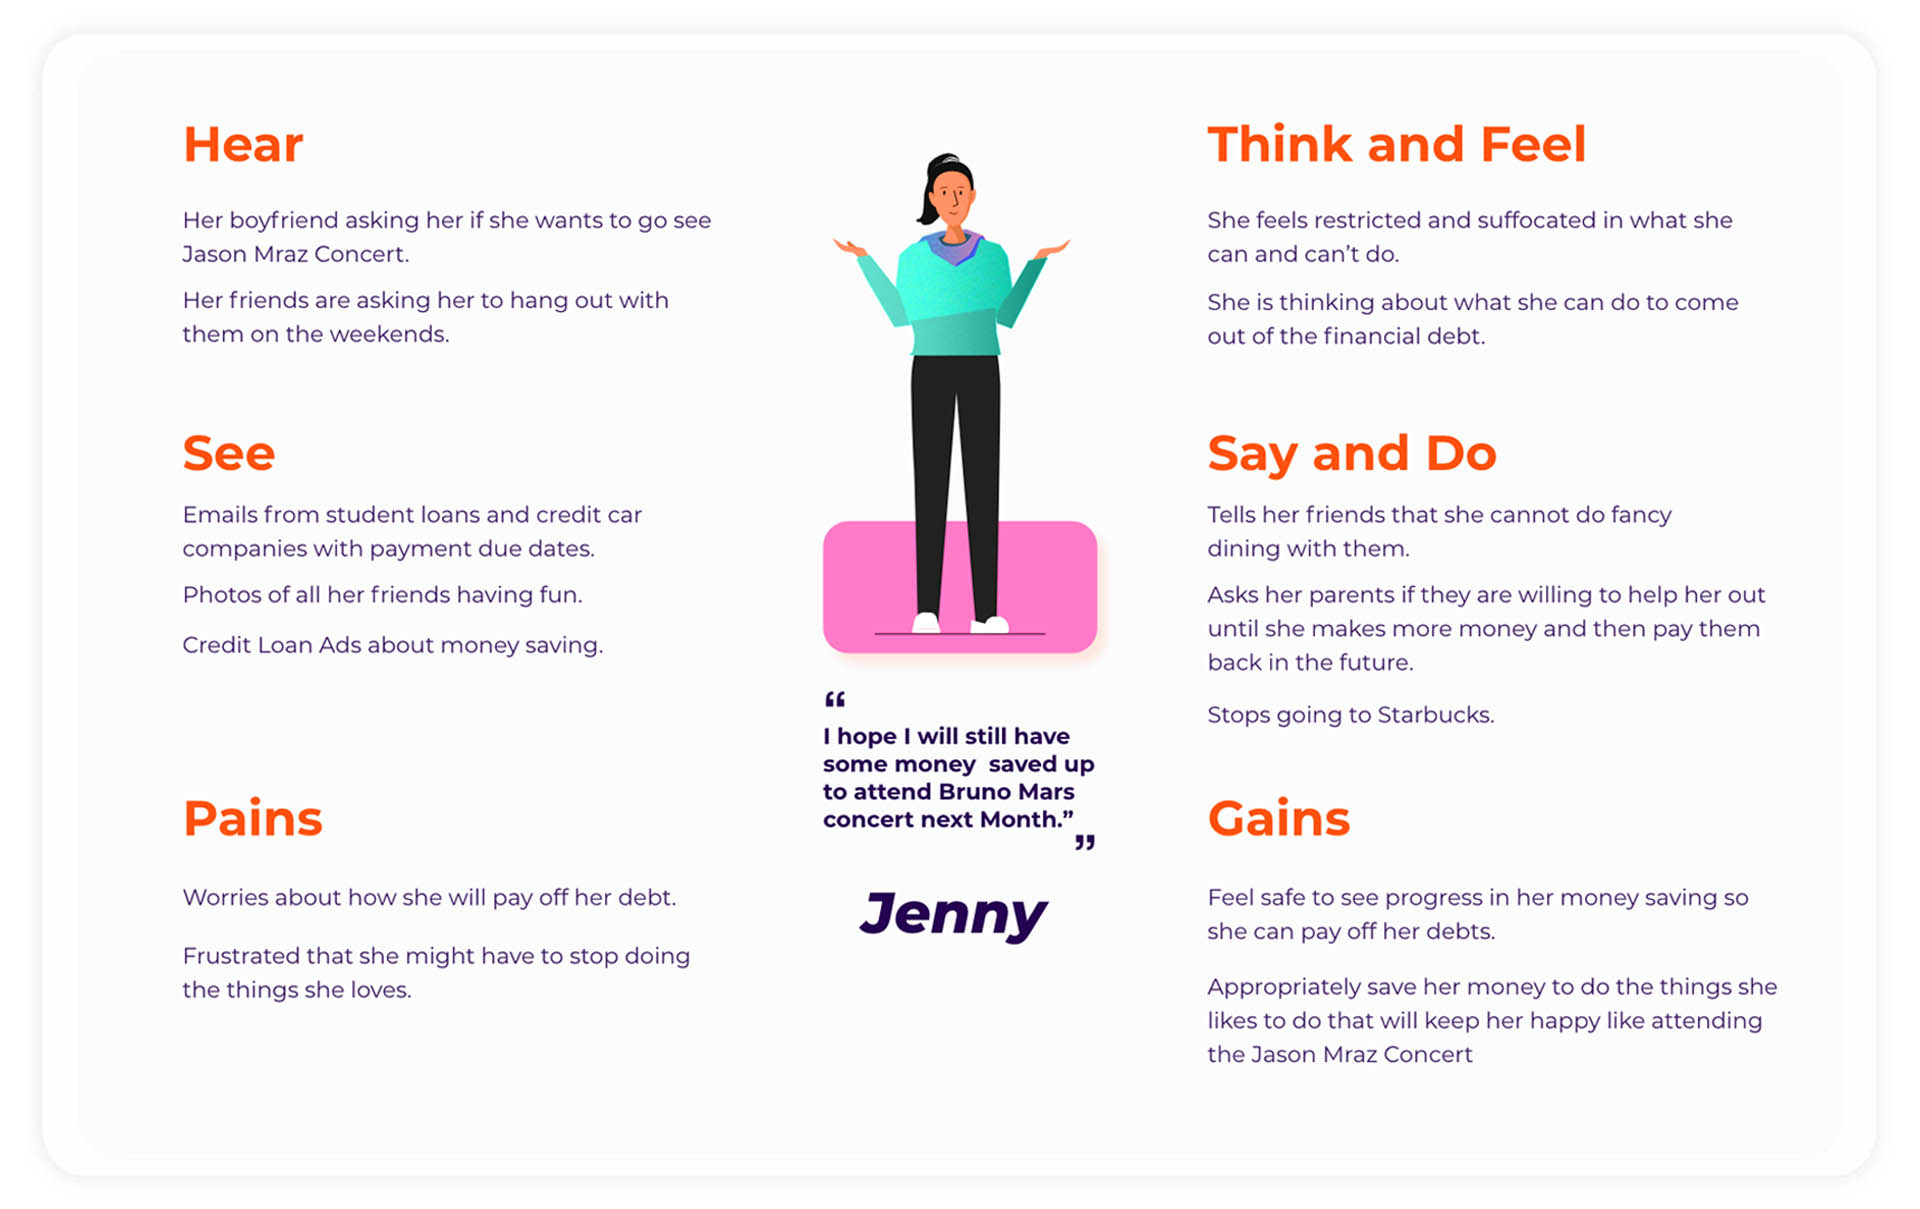 Hear
Her boyfriend asking her if she wants to go see
Jason Mraz Concert.
Her friends are asking her to hang out with
them on the weekends.
See
Emails from student loans and credit car
companies with payment due dates.
Photos of all her friends having fun.
Credit Loan Ads about money saving.
Pains
Worries about how she will pay off her debt.
Frustrated that she might have to stop doing
the things she loves.
“
I hope I will still have
some money  saved up
to attend Bruno Mars
concert next Month.”
”
Jenny
Think and Feel
She feels restricted and suffocated in what she
can and can’t do.
She is thinking about what she can do to come
out of the financial debt.
Say and Do
Tells her friends that she cannot do fancy
dining with them.
Asks her parents if they are willing to help her out
until she makes more money and then pay them
back in the future.
Stops going to Starbucks.
Gains
Feel safe to see progress in her money saving so
she can pay off her debts.
Appropriately save her money to do the things she
likes to do that will keep her happy like attending
the Jason Mraz Concert